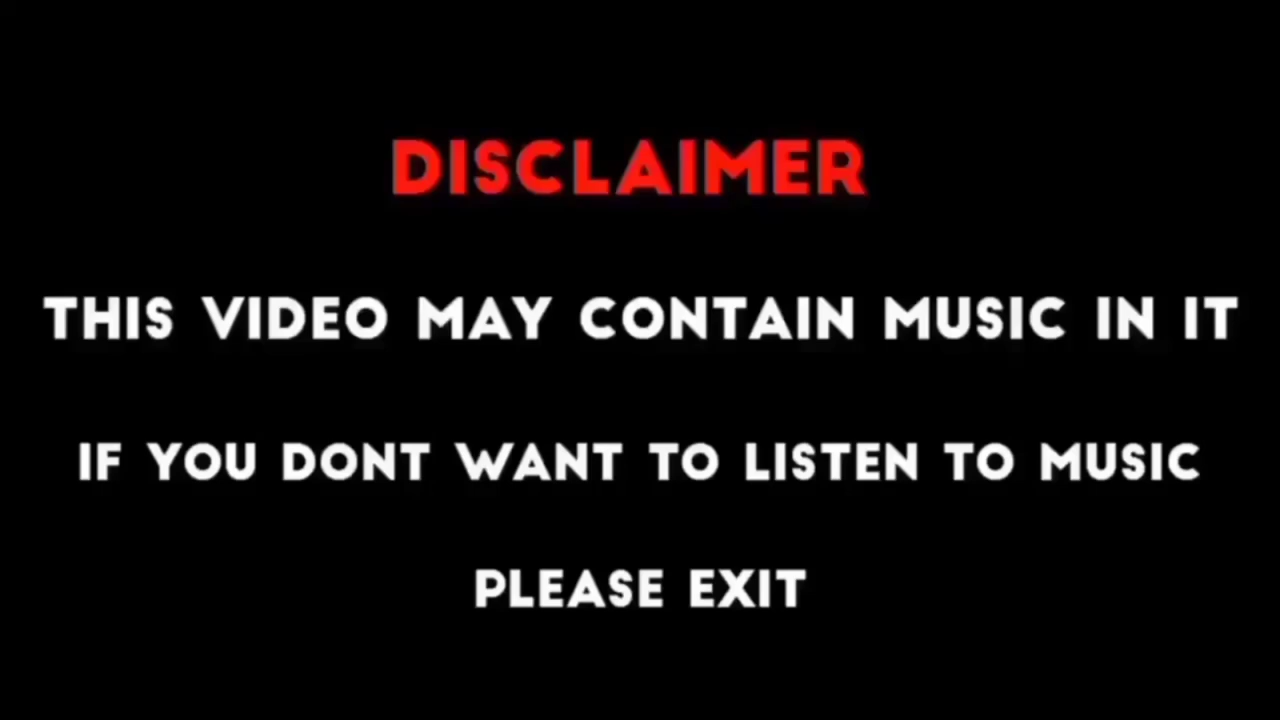 DISCLAIMER
THIS VIDEO MAY CONTAIN MUSIC IN IT
IF YOU DONT WANT TO LISTEN TO MUSIC
PLEASE EXIT